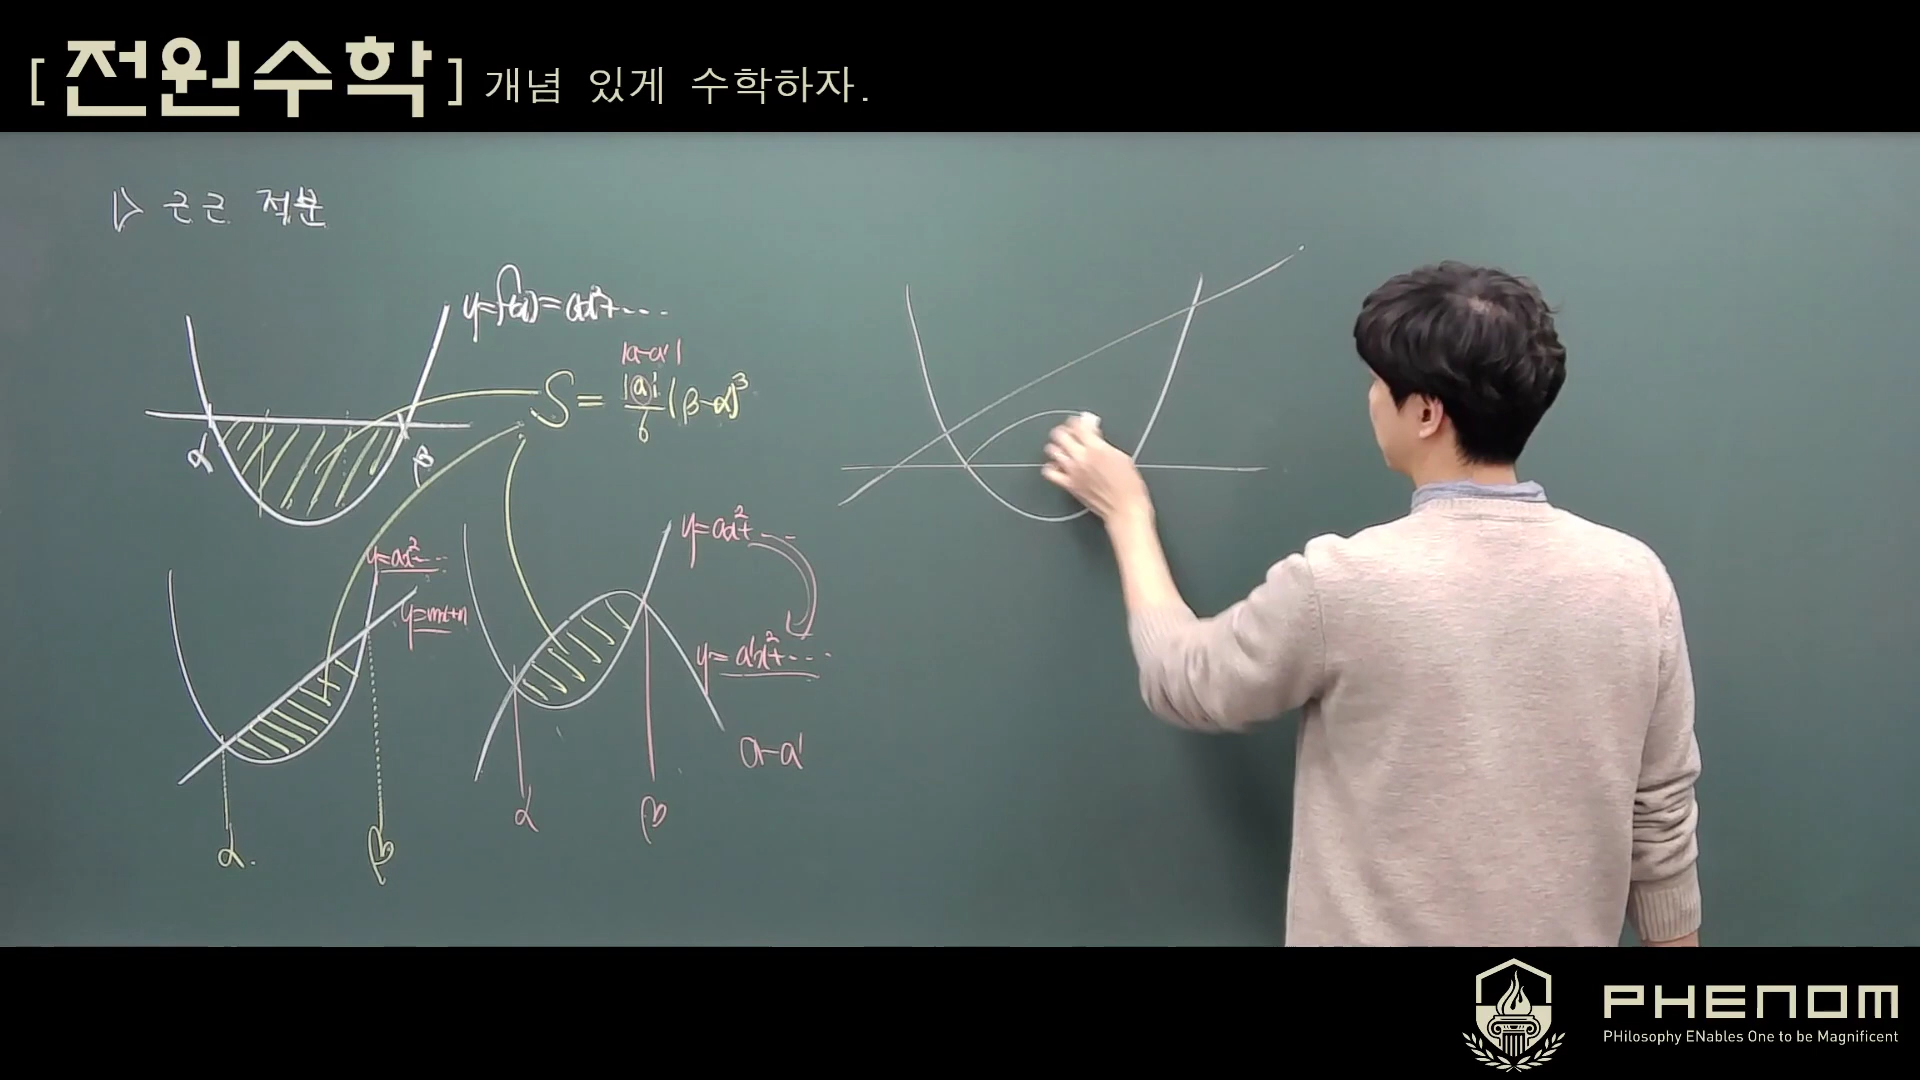 [전원수학] 개념 있게 수학하자.
▷ 근근 적분
y=f(x)=ax²+...
|a-a'|
S = |a|/6 (β-α)³
α β
y=ax²...
y=mx+n
α. β
y=ax²+...
y=a'x²+....
a-a'
α β
PHENOM
PHilosophy ENables One to be Magnificent